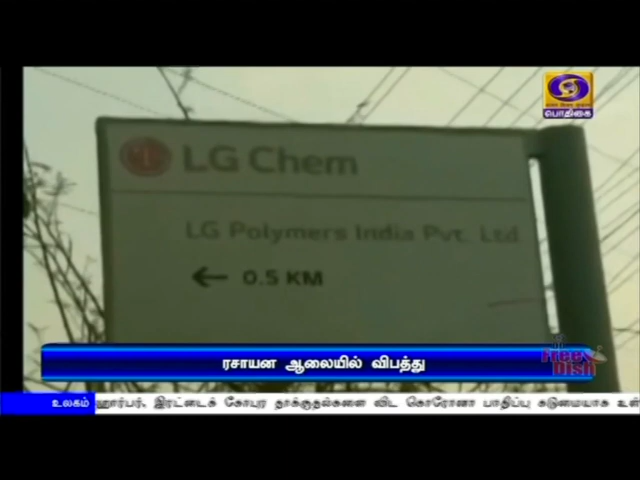 பொதிகை
LG Chem
LG Polymers India Pvt. Ltd
← 0.5 KM
ரசாயன ஆலையில் விபத்து
Free Dish
உலகம்
ஹார்பர், இரட்டைக் கோபுர தாக்குதல்களை விட கொரோனா பாதிப்பு கடுமையாக உள்